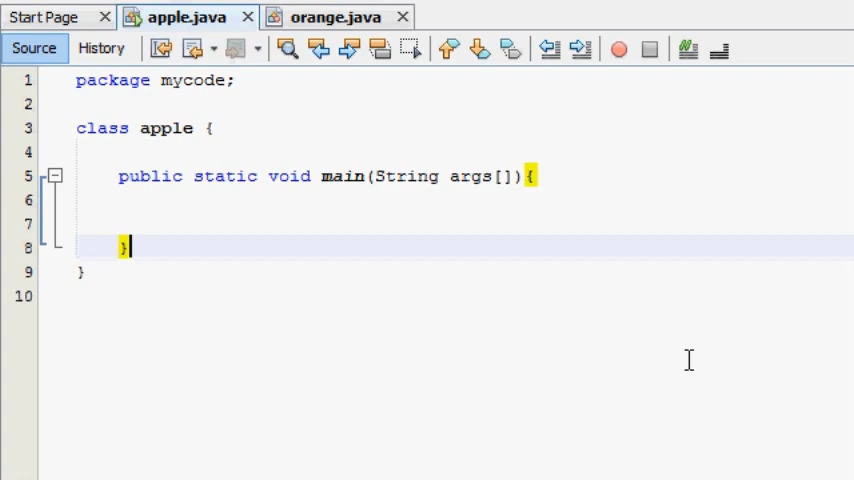 Start Page apple.java orange.java
Source History
1 package mycode;
2
3 class apple {
4
5 public static void main(String args[]){
6
7
8 }
9 }
10